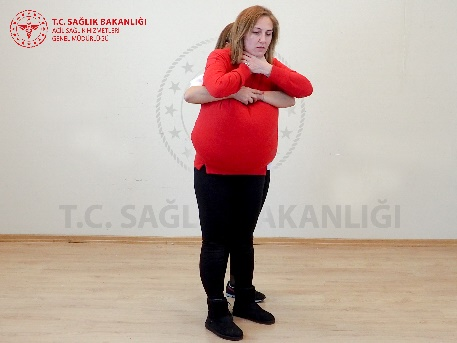 T.C. SAĞLIK BAKANLIĞI
ACİL SAĞLIK HİZMETLERİ
GENEL MÜDÜRLÜĞÜ
T.C. SAĞLIK BAKANLIĞI